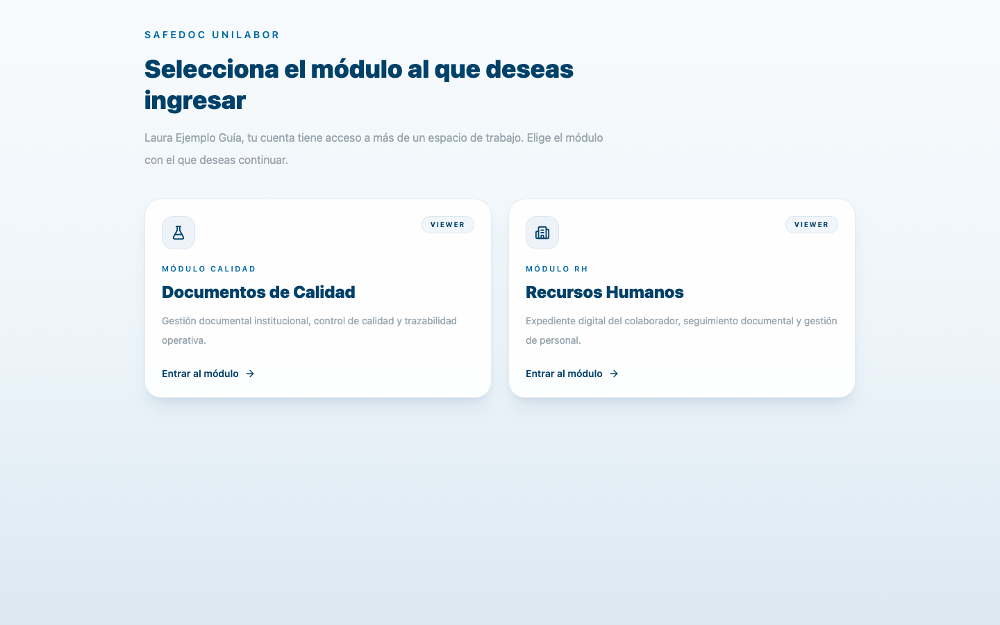 SAFEDOC UNILABOR
Selecciona el módulo al que deseas
ingresar
Laura Ejemplo Guía, tu cuenta tiene acceso a más de un espacio de trabajo. Elige el módulo
con el que deseas continuar.
VIEWER
MÓDULO CALIDAD
Documentos de Calidad
Gestión documental institucional, control de calidad y trazabilidad
operativa.
Entrar al módulo
VIEWER
MÓDULO RH
Recursos Humanos
Expediente digital del colaborador, seguimiento documental y gestión
de personal.
Entrar al módulo